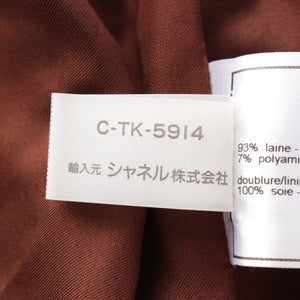 C-TK-5914
輸入元 シャネル株式会社
93% laine -
7% polyami
doublure/linin
100% soie -